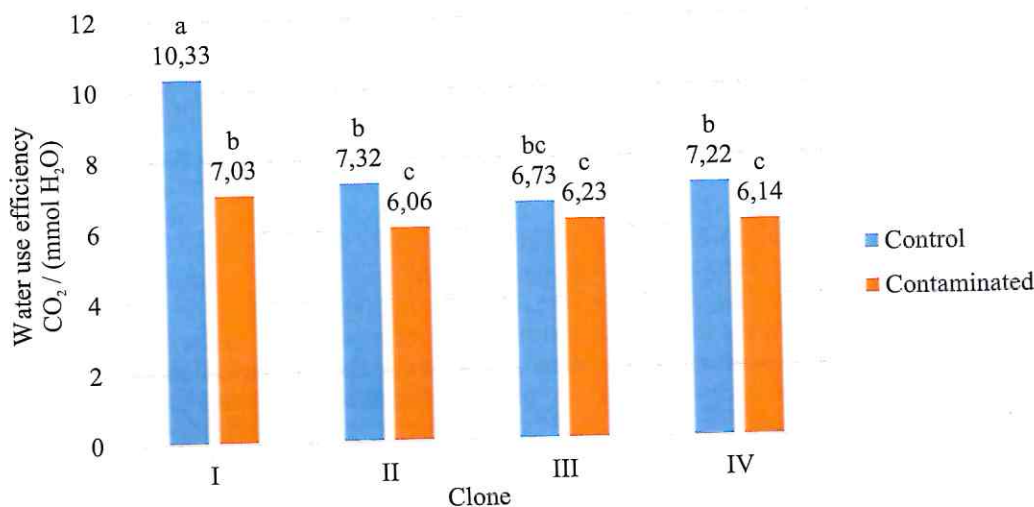 Water use efficiency
CO₂ / (mmol H₂O)
12
10
8
6
4
2
0
a
10,33
b
7,03
b
7,32
c
6,06
bc
6,73
c
6,23
b
7,22
c
6,14
I
II
III
IV
Clone
Control
Contaminated